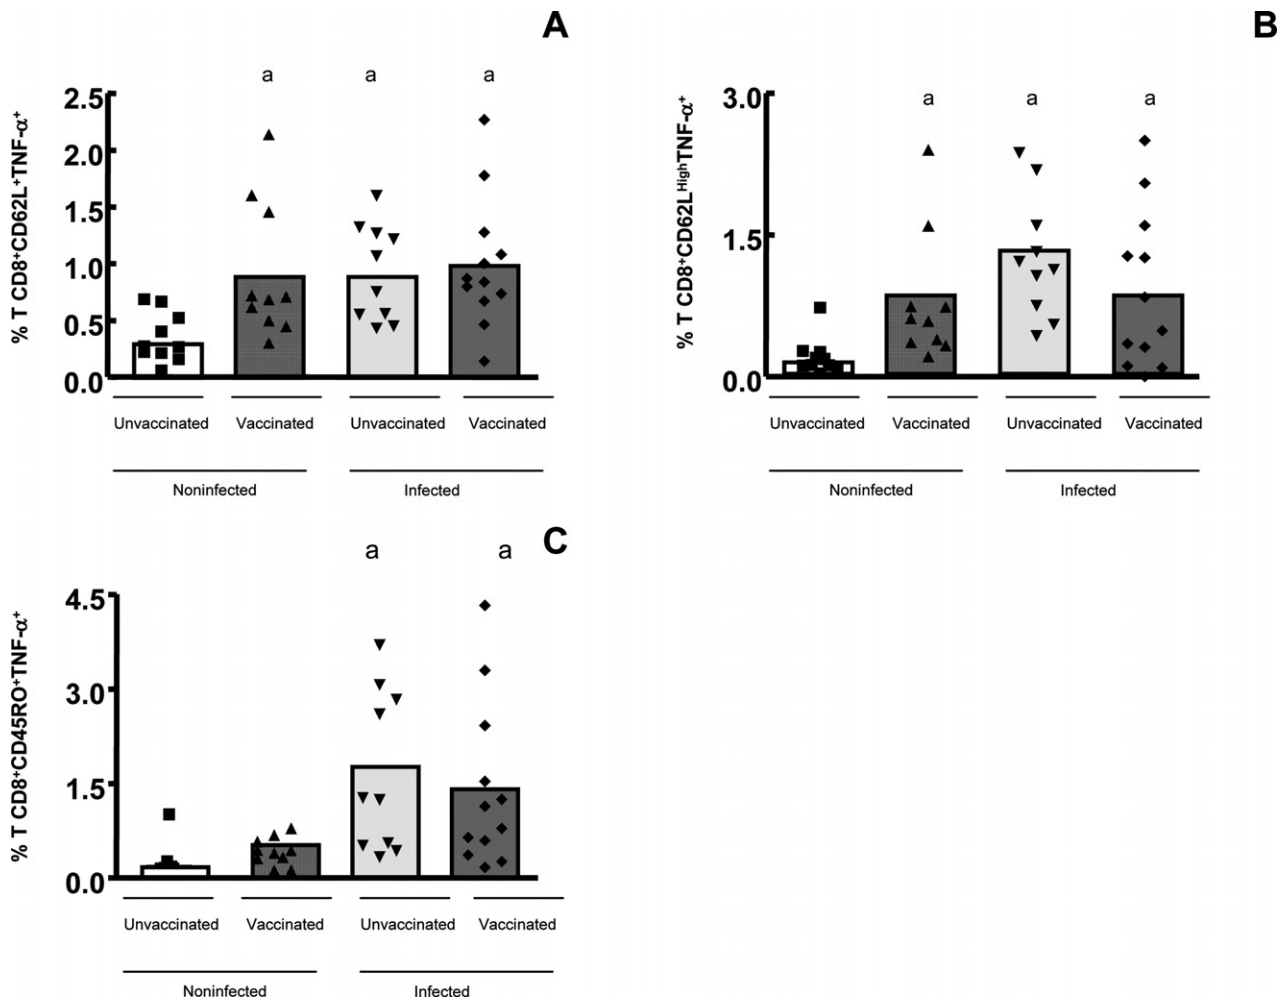 A
a a a
% T CD8+CD62L+TNF-α+
2.5
2.0
1.5
1.0
0.5
0.0
Unvaccinated Vaccinated Unvaccinated Vaccinated
Noninfected Infected
B
a a a
% T CD8+CD62LHighTNF-α+
3.0
1.5
0.0
Unvaccinated Vaccinated Unvaccinated Vaccinated
Noninfected Infected
C
a a
% T CD8+CD45RO+TNF-α+
4.5
3.0
1.5
0.0
Unvaccinated Vaccinated Unvaccinated Vaccinated
Noninfected Infected